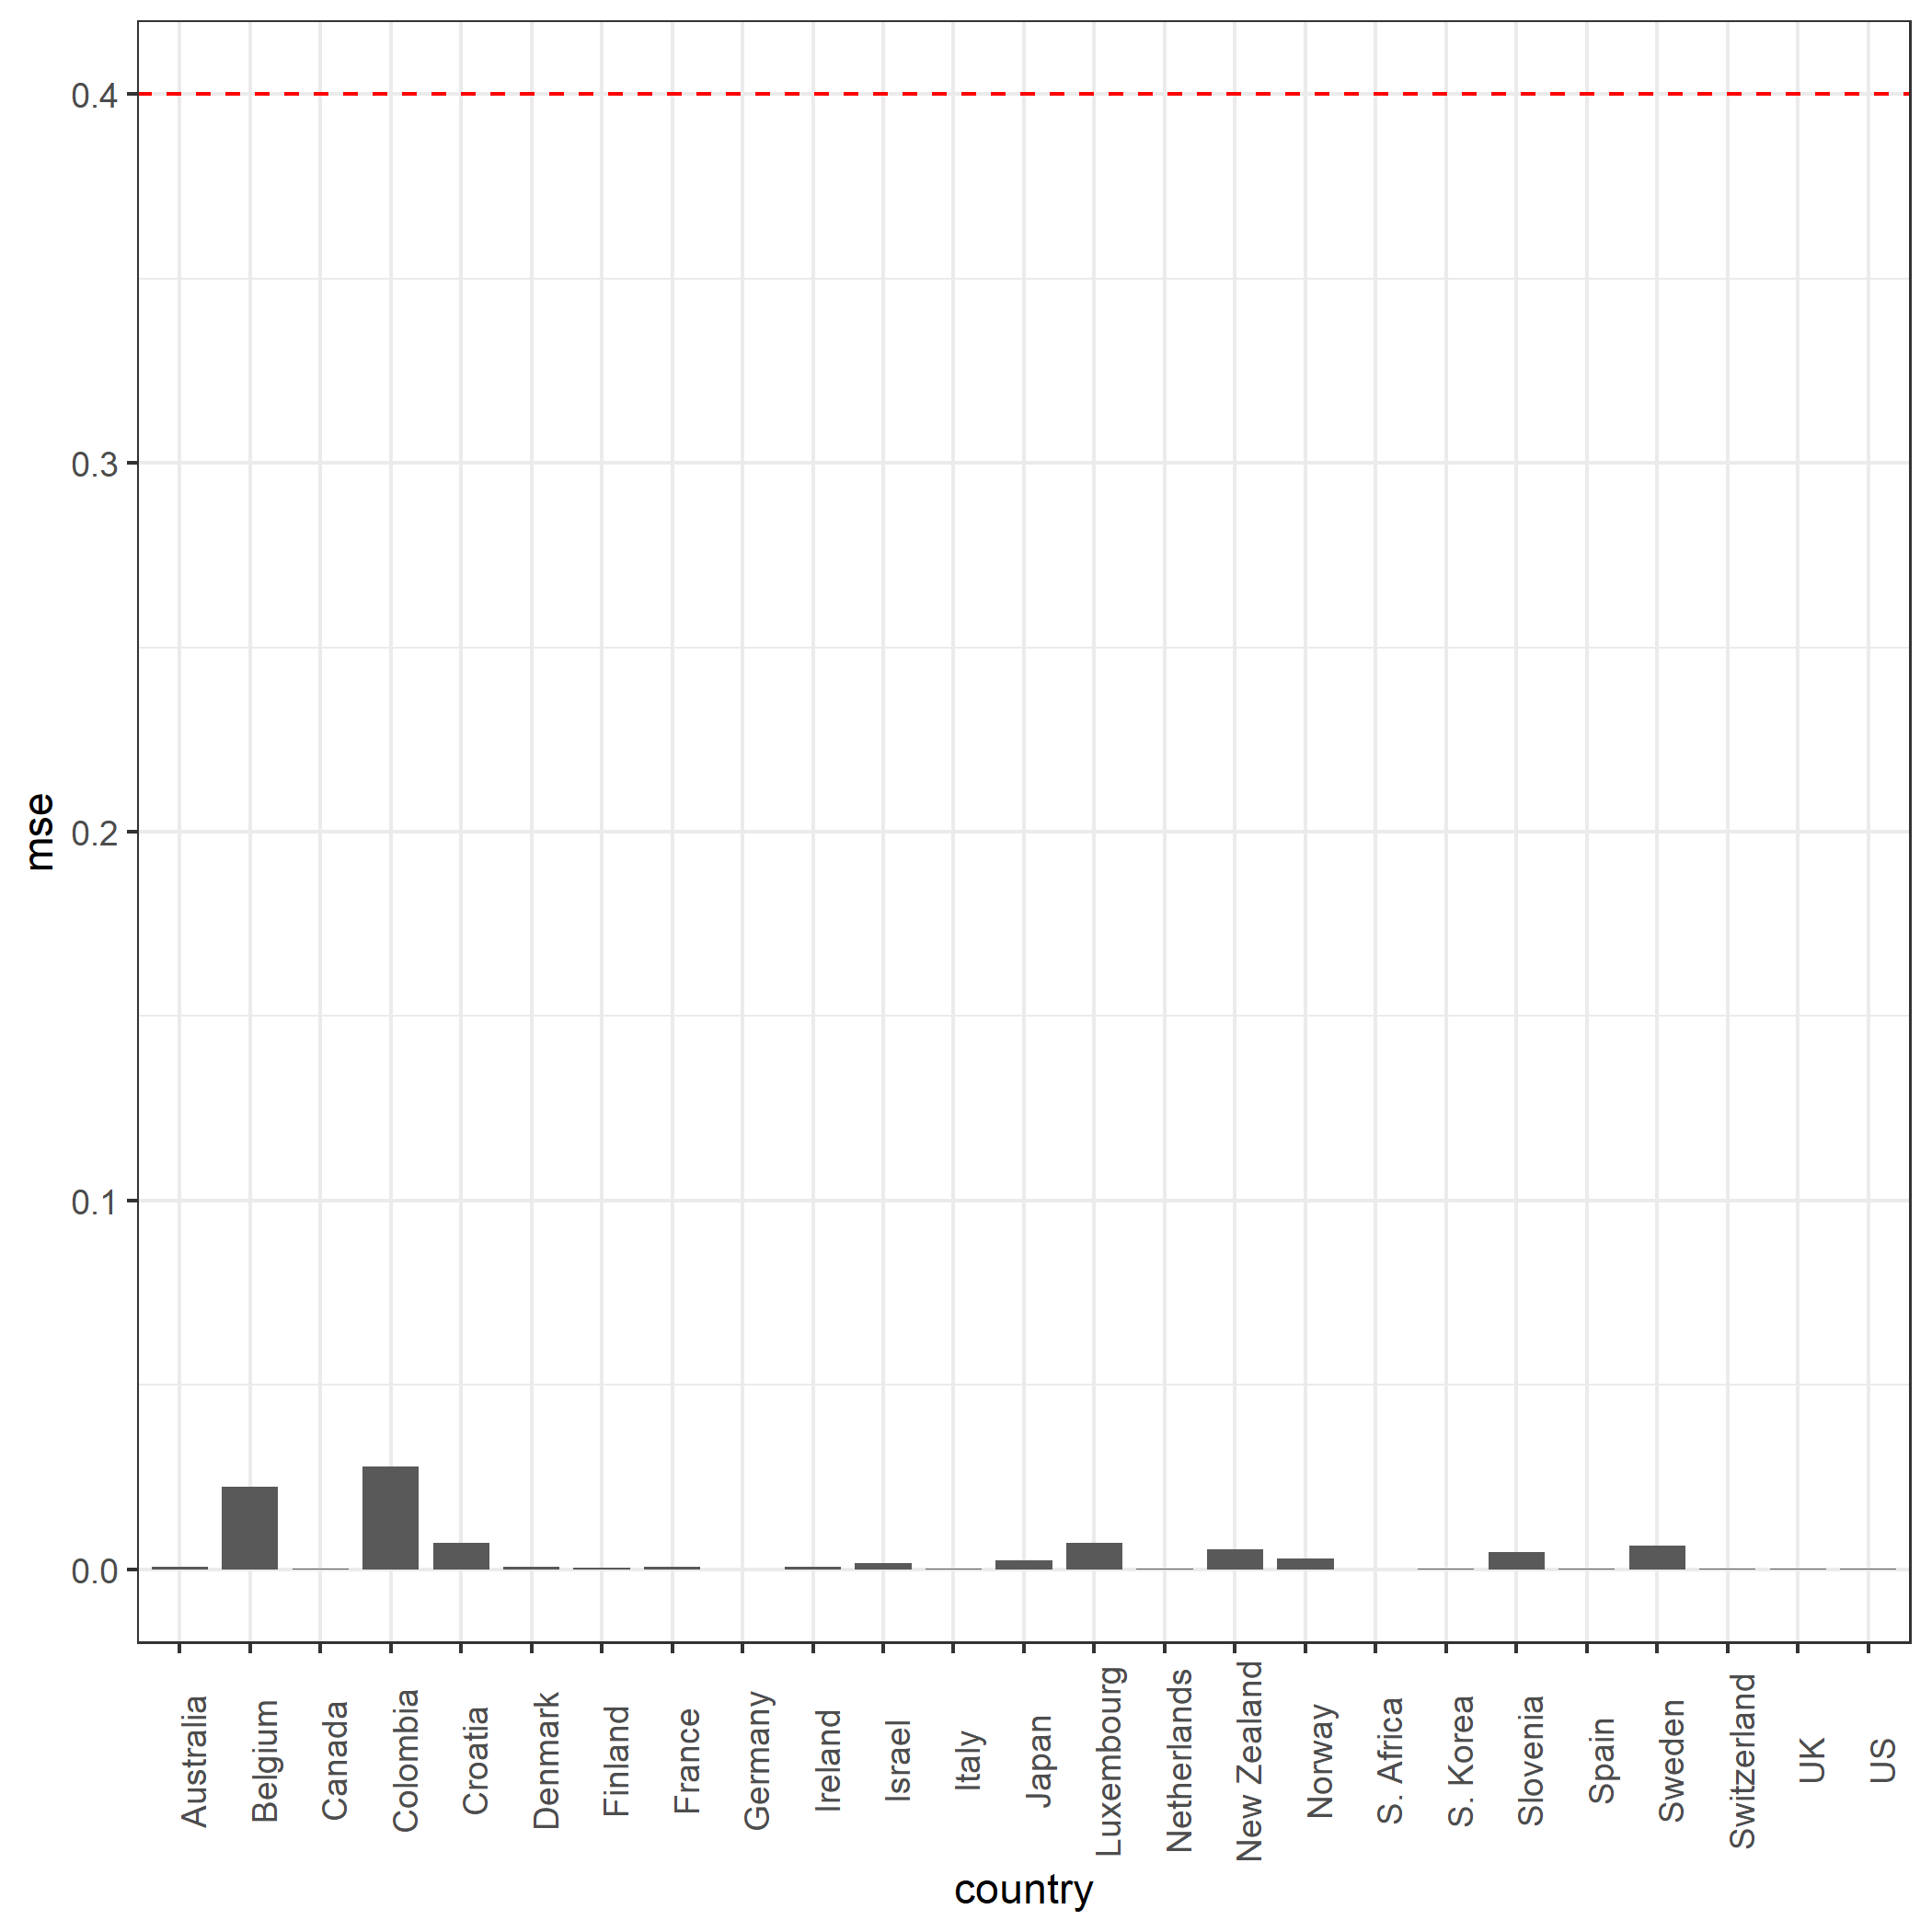 0.4
0.3
0.2
0.1
0.0
mse
Australia
Belgium
Canada
Colombia
Croatia
Denmark
Finland
France
Germany
Ireland
Israel
Italy
Japan
Luxembourg
Netherlands
New Zealand
Norway
S. Africa
S. Korea
Slovenia
Spain
Sweden
Switzerland
UK
US
country